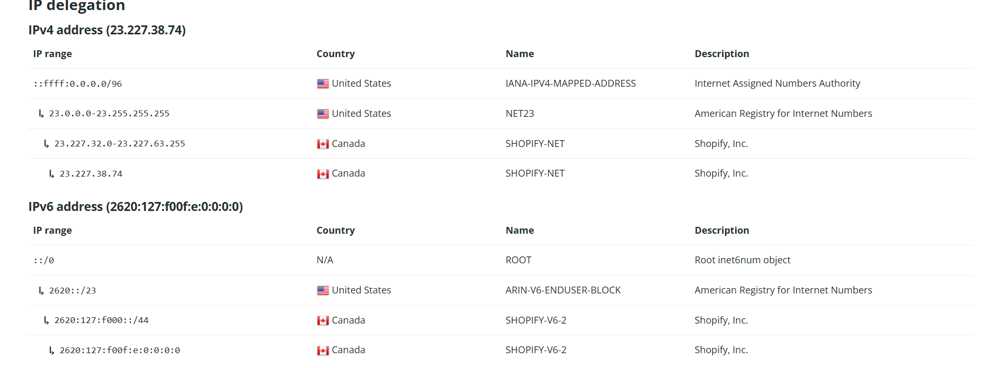 IP delegation
IPv4 address (23.227.38.74)
IP range Country Name Description
::ffff:0.0.0.0/96 United States IANA-IPV4-MAPPED-ADDRESS Internet Assigned Numbers Authority
↳ 23.0.0.0-23.255.255.255 United States NET23 American Registry for Internet Numbers
↳ 23.227.32.0-23.227.63.255 Canada SHOPIFY-NET Shopify, Inc.
↳ 23.227.38.74 Canada SHOPIFY-NET Shopify, Inc.
IPv6 address (2620:127:f00f:e:0:0:0:0)
IP range Country Name Description
::/0 N/A ROOT Root inet6num object
↳ 2620::/23 United States ARIN-V6-ENDUSER-BLOCK American Registry for Internet Numbers
↳ 2620:127:f000::/44 Canada SHOPIFY-V6-2 Shopify, Inc.
↳ 2620:127:f00f:e:0:0:0:0 Canada SHOPIFY-V6-2 Shopify, Inc.